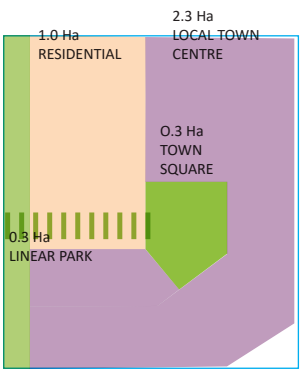 2.3 Ha
LOCAL TOWN
CENTRE
1.0 Ha
RESIDENTIAL
O.3 Ha
TOWN
SQUARE
0.3 Ha
LINEAR PARK